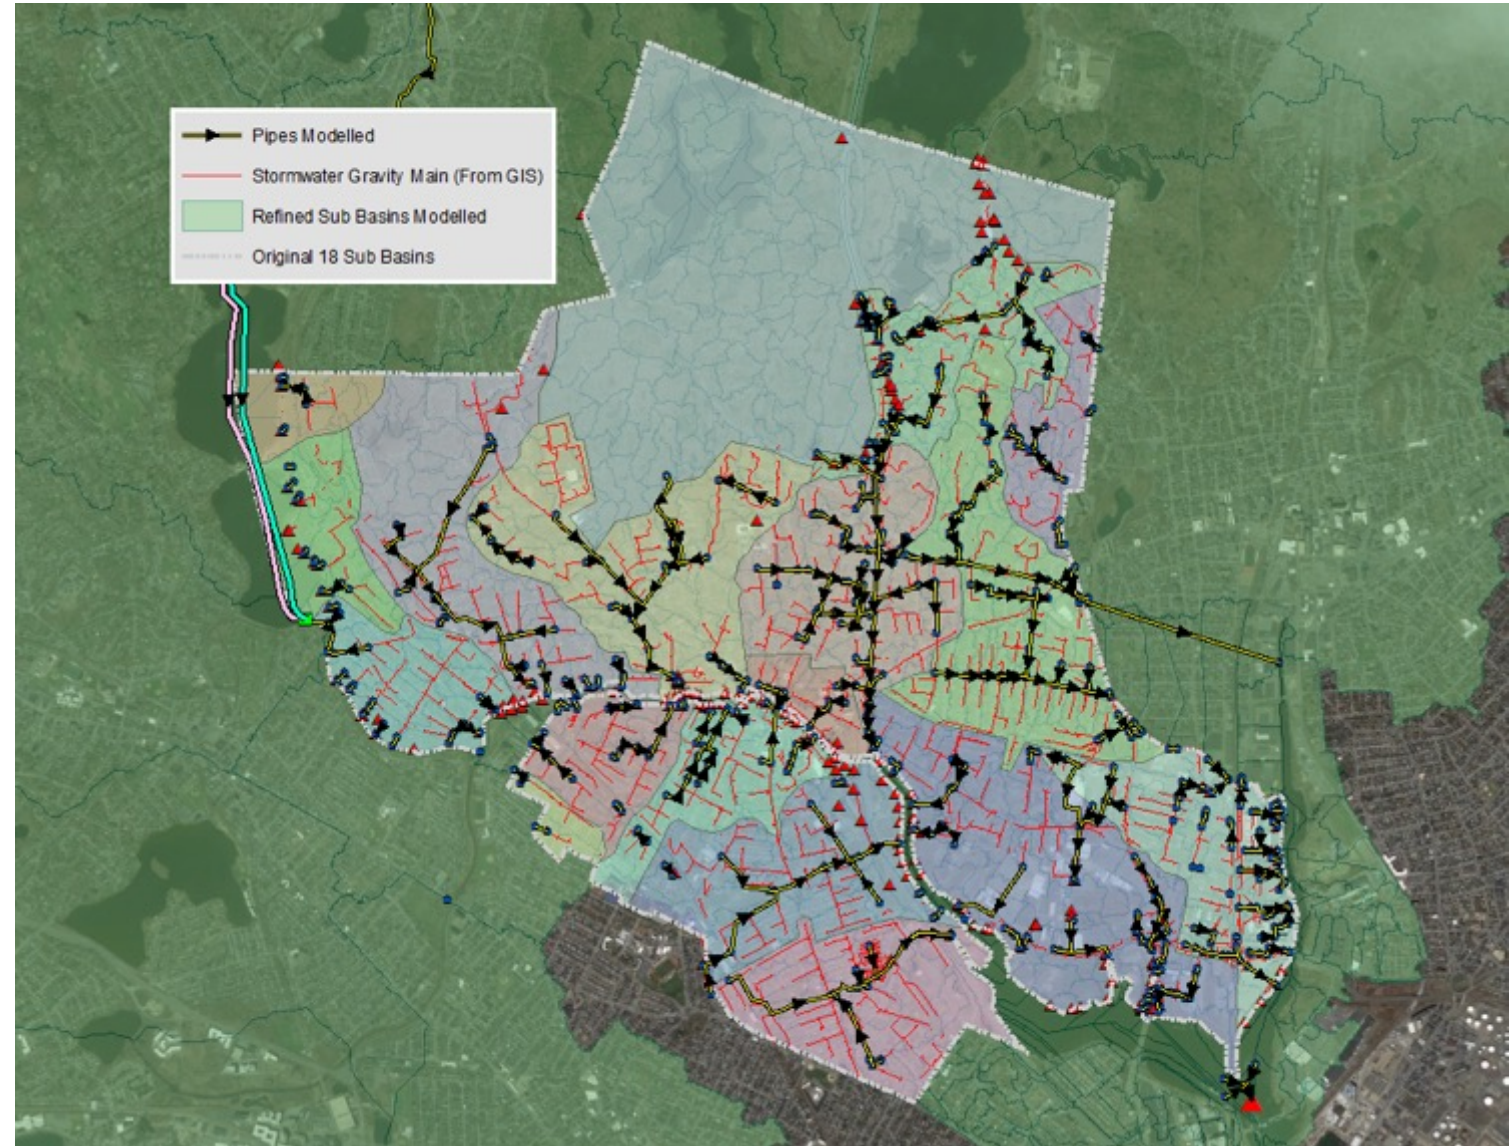 Pipes Modelled
Stormwater Gravity Main (From GIS)
Refined Sub Basins Modelled
Original 18 Sub Basins